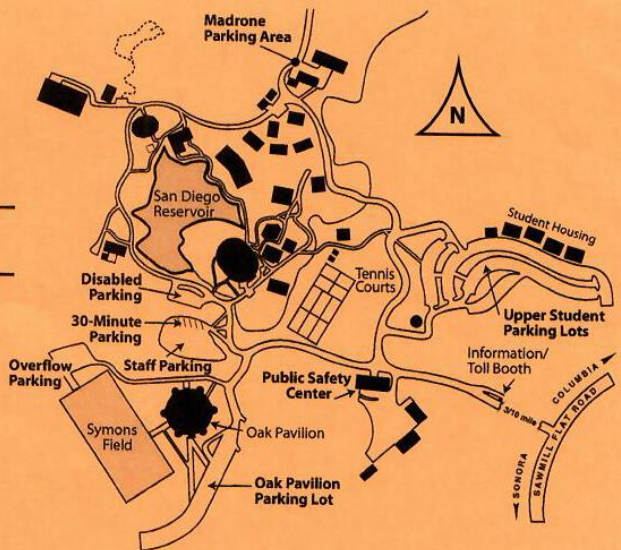 Madrone
Parking Area
N
San Diego
Reservoir
Student Housing
Disabled
Parking
Tennis
Courts
Upper Student
Parking Lots
30-Minute
Parking
Information/
Toll Booth
Overflow
Parking
Staff Parking
Public Safety
Center
COLUMBIA
3/10 mile
SAWMILL FLAT ROAD
SONORA
Symons
Field
Oak Pavilion
Oak Pavilion
Parking Lot